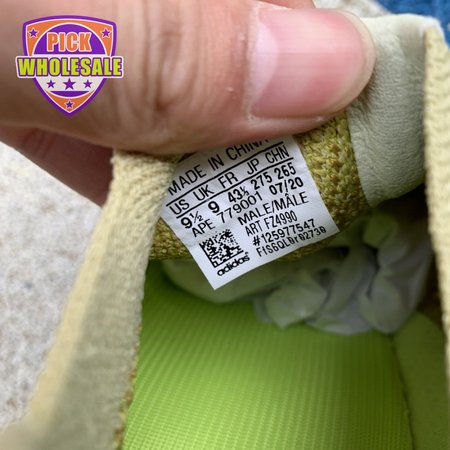 PICK
WHOLESALE
MADE IN CHINA
US UK FR JP CHN
9½ 9 43⅓ 275 265
APE 779001 07/20
MALE/MÂLE
ART FZ4990
#125977547
adidas